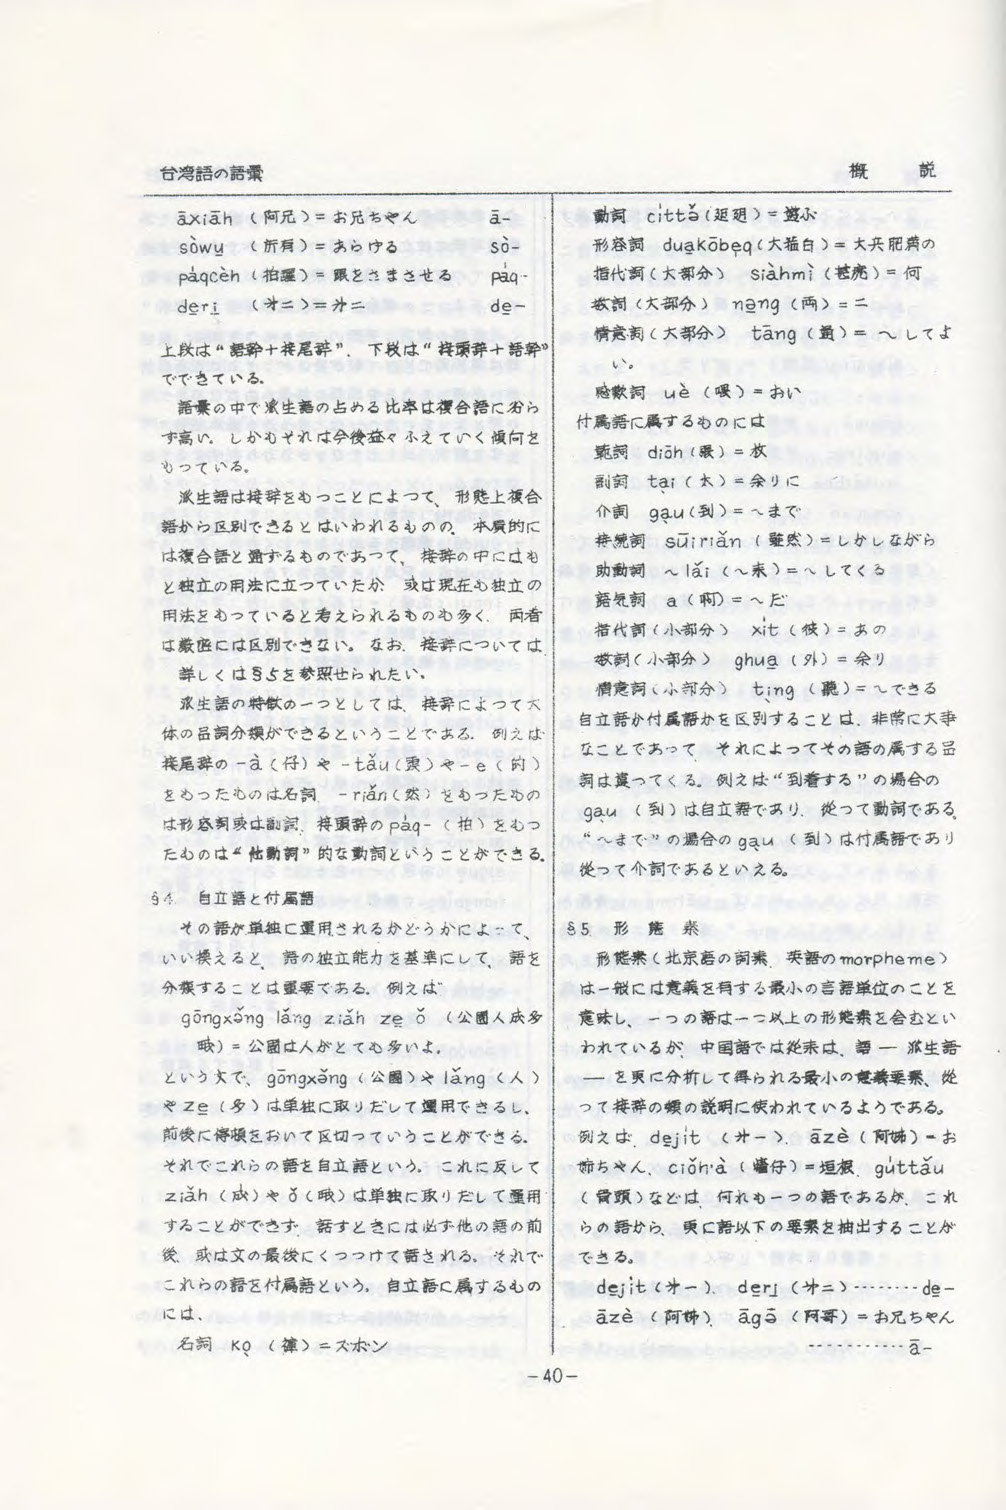 台湾語の語彙
概 説
āxiāh (阿兄)=お兄ちゃん ā-
sòwu̱ (所有)=あらゆる sò-
páqcèh (拍醒)=眼をさまさせる páq-
de̱ri̱ (㐧二)=㐧二 de̱-
上段は“語幹+接尾辞”、下段は“接頭辞+語幹”
でできている。
語彙の中で派生語の占める比率は複合語に劣ら
ず高い。しかもそれは今後益々ふえていく傾向を
もっている。
派生語は接辞をもつことによつて、形態上複合
語から区別できるとはいわれるものの、本質的に
は複合語と通ずるものであつて、接辞の中にはも
と独立の用法に立っていたか、或は現在も独立の
用法をもっていると考えられるものも多く、両者
は厳密には区別できない。なお、接辞については、
詳しくは§5を参照せられたい。
派生語の特徴の一つとしては、接辞によつて大
体の品詞分類ができるということである。例えば
接尾辞の -à(仔)や -tǎu(頭)や -e(的)
をもったものは名詞、-riǎn(然)をもったもの
は形容詞或は副詞、接頭辞の páq-(拍)をもつ
たものは“他動詞”的な動詞ということができる。
§4 自立語と付属語
その語が単独に運用されるかどうかによって、
いい換えると、語の独立能力を基準にして、語を
分類することは重要である。例えば
gōngxǝ̌ng lǎng ziǎh ze̱ ǒ (公園人成多
哦)=公園は人がとても多いよ。
という文で、gōngxǝ̌ng(公園)や lǎng(人)
や ze̱(多)は単独に取りだして運用できるし、
前後に停頓をおいて区切っていうことができる。
それでこれらの語を自立語という。これに反して
ziǎh(成)や ǒ(哦)は単独に取りだして運用
することができず、話すときには必ず他の語の前
後、或は文の最後にくっつけて話される。それで
これらの語を付属語という。自立語に属するもの
には、
名詞 ko̱ (褲)=ズボン
動詞 cittǒ(𨑨迌)=遊ぶ
形容詞 dua̱kōbe̱q(大箍白)=大兵肥満の
指代詞(大部分) siàhmì(甚麽)=何
数詞(大部分) nǝ̱ng(両)=二
情意詞(大部分) tāng(通)=~してよ
い。
感歎詞 yè(喂)=おい
付属語に属するものには
量詞 diōh(張)=枚
副詞 ta̱i(太)=余りに
介詞 ga̱u(到)=~まで
接続詞 sūiriǎn (雖然)=しかしながら
助動詞 ~lǎi(~来)=~してくる
語気詞 a(啊)=~だ
指代詞(小部分) xit(彼)=あの
数詞(小部分) ghua̱ (外)=余り
情意詞(小部分) ti̱ng(聽)=~できる
自立語か付属語かを区別することは、非常に大事
なことであって、それによってその語の属する品
詞は違ってくる。例えば“到着する”の場合の
ga̱u (到)は自立語であり、従つて動詞である。
“~まで”の場合の ga̱u (到)は付属語であり
従って介詞であるといえる。
§5 形 態 素
形態素(北京語の詞素、英語の morpheme)
は一般には意義を有する最小の言語単位のことを
意味し、一つの語は一つ以上の形態素を含むとい
われているが、中国語では従来は、語 ― 派生語
― を更に分析して得られる最小の意義要素、従
つて接辞の類の説明に使われているようである。
例えば、de̱jit(㐧一)、āzè(阿姉)=お
姉ちゃん、ciǒh·à(牆仔)=垣根、gúttǎu
(骨頭)などは、何れも一つの語であるが、これ
らの語から、更に語以下の要素を抽出することが
できる。
de̱jit(㐧一)、de̱ri̱(㐧二)………de̱-
āzè(阿姉)、āgō(阿哥)=お兄ちゃん
………ā-
-40-